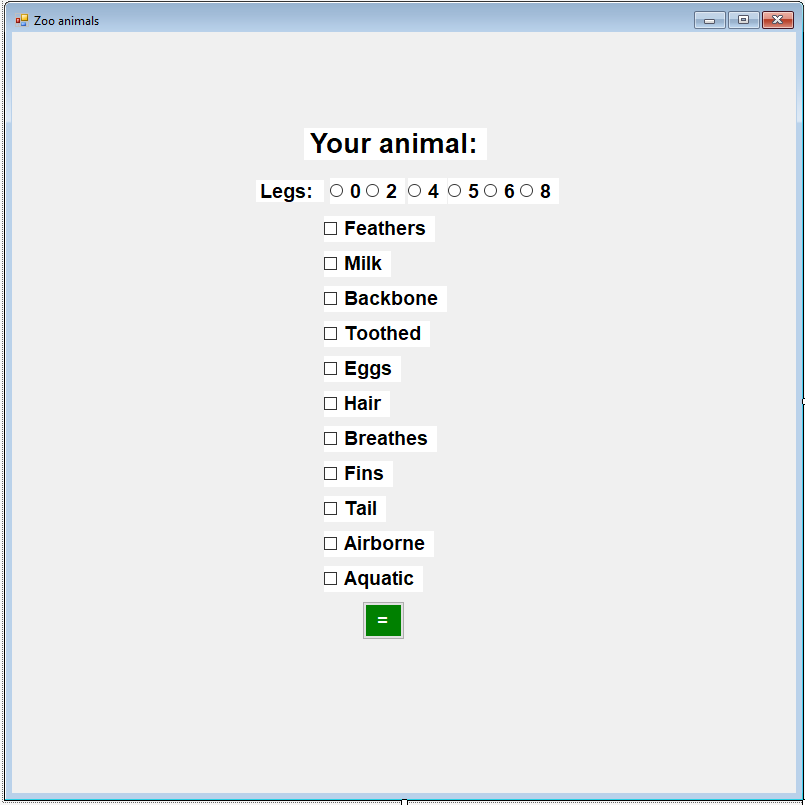 Zoo animals
Your animal:
Legs: 0 2 4 5 6 8
Feathers
Milk
Backbone
Toothed
Eggs
Hair
Breathes
Fins
Tail
Airborne
Aquatic
=